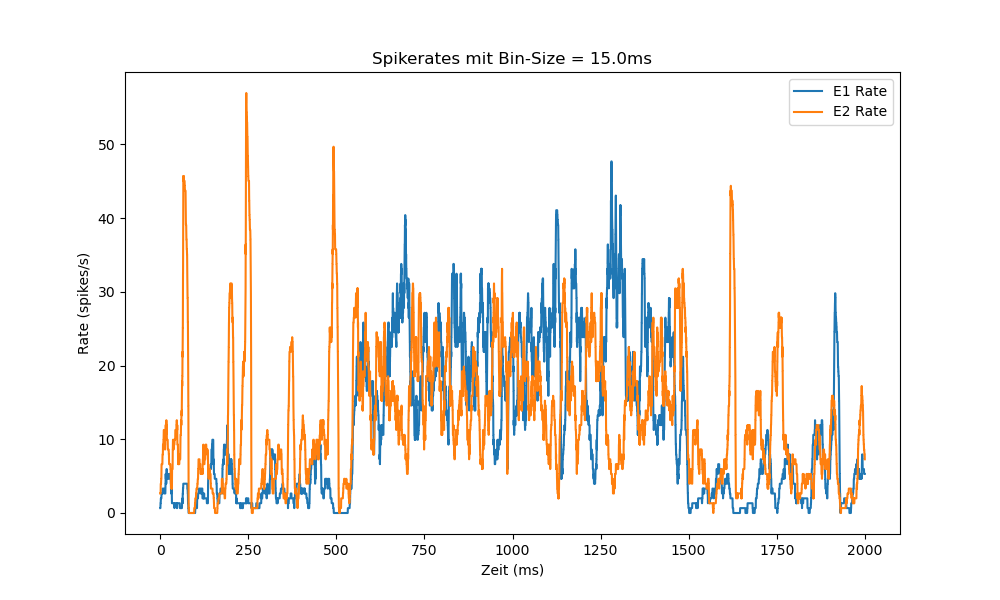 Spikerates mit Bin-Size = 15.0ms
E1 Rate
E2 Rate
Rate (spikes/s)
50
40
30
20
10
0
0 250 500 750 1000 1250 1500 1750 2000
Zeit (ms)